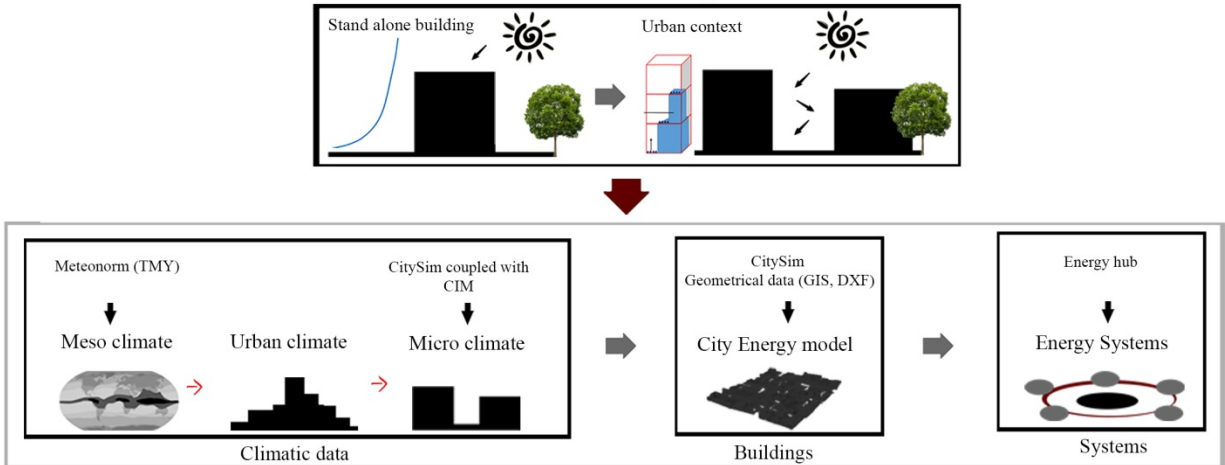 Stand alone building
Urban context
Meteonorm (TMY)
CitySim coupled with
CIM
Meso climate
Urban climate
Micro climate
Climatic data
CitySim
Geometrical data (GIS, DXF)
City Energy model
Buildings
Energy hub
Energy Systems
Systems